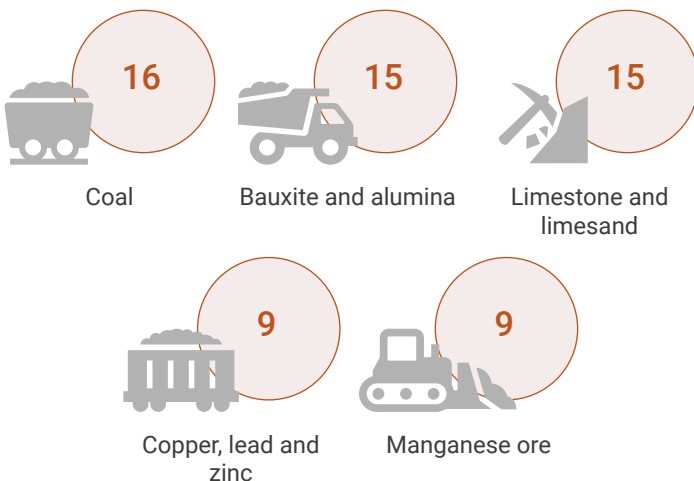 16
15
15
Coal
Bauxite and alumina
Limestone and
limesand
9
9
Copper, lead and
zinc
Manganese ore